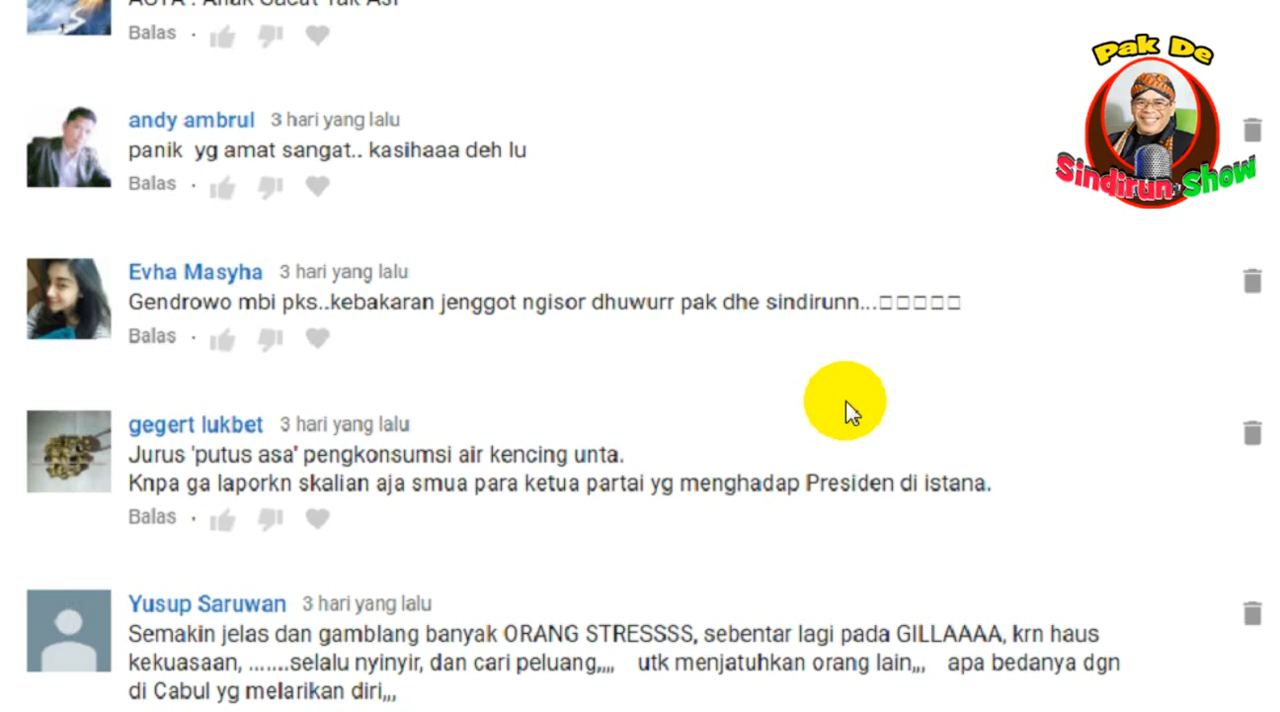 ACTA : Anak Cacat Tak Asi
Balas
Pak De
Sindirun Show
andy ambrul 3 hari yang lalu
panik yg amat sangat.. kasihaaa deh lu
Balas
Evha Masyha 3 hari yang lalu
Gendrowo mbi pks..kebakaran jenggot ngisor dhuwurr pak dhe sindirunn...□□□□□
Balas
gegert lukbet 3 hari yang lalu
Jurus 'putus asa' pengkonsumsi air kencing unta.
Knpa ga laporkn skalian aja smua para ketua partai yg menghadap Presiden di istana.
Balas
Yusup Saruwan 3 hari yang lalu
Semakin jelas dan gamblang banyak ORANG STRESSSS, sebentar lagi pada GILLAAAA, krn haus
kekuasaan, .......selalu nyinyir, dan cari peluang,,,, utk menjatuhkan orang lain,,, apa bedanya dgn
di Cabul yg melarikan diri,,,